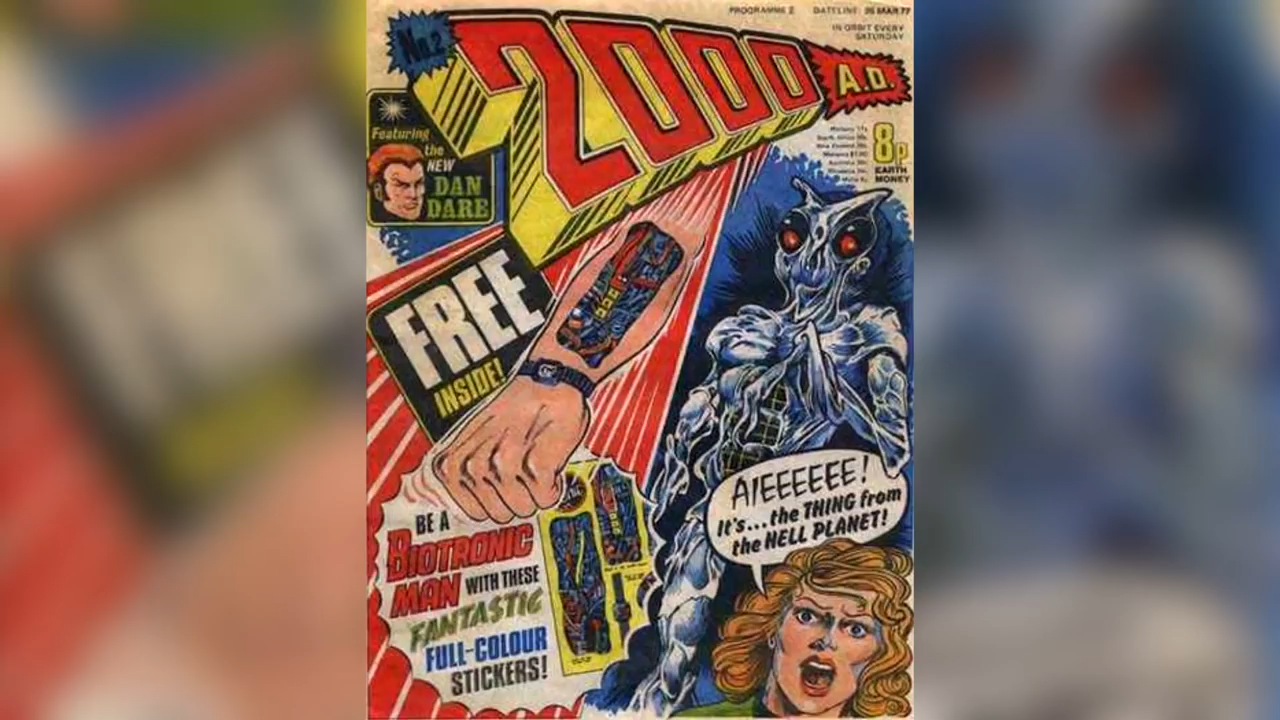 PROGRAMME 2 DATELINE: 26 MAR 77
IN ORBIT EVERY
SATURDAY
No.2
2000
A.D.
Featuring
the
NEW
DAN
DARE
8p
EARTH
MONEY
FREE
INSIDE!
AIEEEEEE!
It's...the THING from
the HELL PLANET!
BE A
BIOTRONIC
MAN WITH THESE
FANTASTIC
FULL-COLOUR
STICKERS!